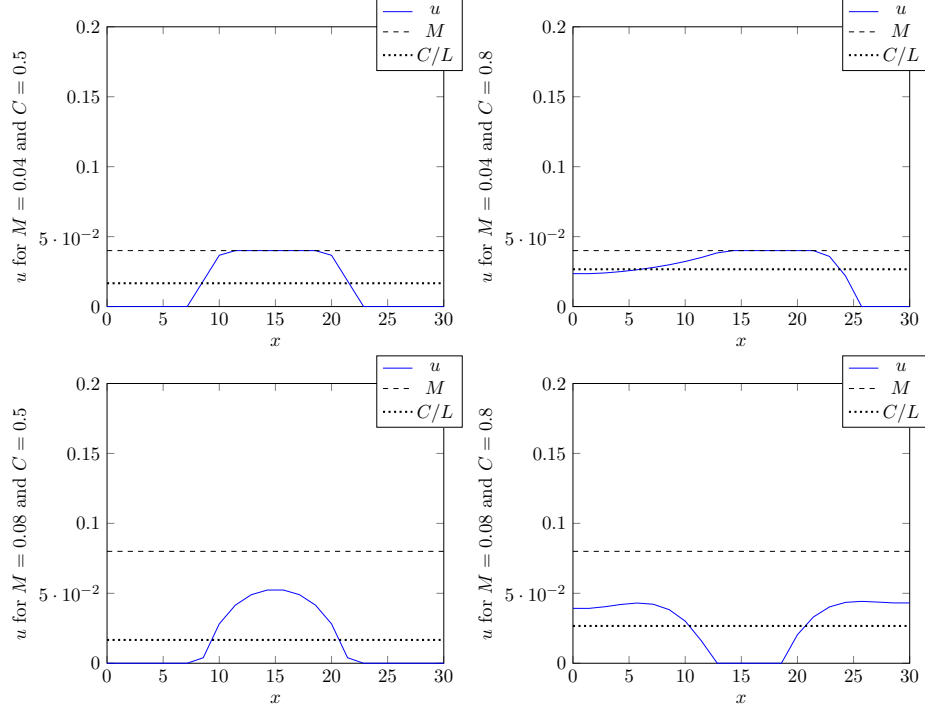 u for M = 0.04 and C = 0.5
0.2
0.15
0.1
5 · 10⁻²
0
0 5 10 15 20 25 30
x
u
M
C/L
u for M = 0.04 and C = 0.8
0.2
0.15
0.1
5 · 10⁻²
0
0 5 10 15 20 25 30
x
u
M
C/L
u for M = 0.08 and C = 0.5
0.2
0.15
0.1
5 · 10⁻²
0
0 5 10 15 20 25 30
x
u
M
C/L
u for M = 0.08 and C = 0.8
0.2
0.15
0.1
5 · 10⁻²
0
0 5 10 15 20 25 30
x
u
M
C/L